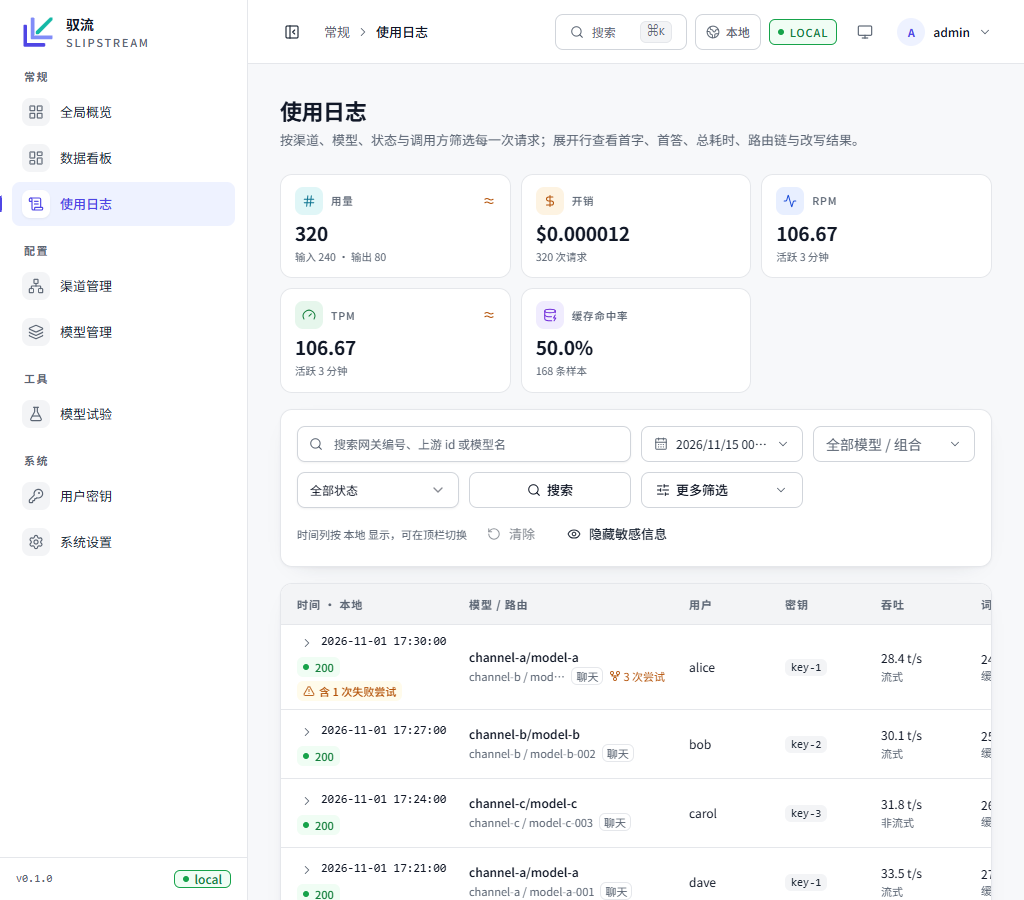 驭流
SLIPSTREAM
常规
全局概览
数据看板
使用日志
配置
渠道管理
模型管理
工具
模型试验
系统
用户密钥
系统设置
v0.1.0
local
常规
使用日志
搜索
⌘K
本地
LOCAL
A
admin
使用日志
按渠道、模型、状态与调用方筛选每一次请求；展开行查看首字、首答、总耗时、路由链与改写结果。
用量
≈
320
输入 240 • 输出 80
开销
$0.000012
320 次请求
RPM
106.67
活跃 3 分钟
TPM
≈
106.67
活跃 3 分钟
缓存命中率
50.0%
168 条样本
搜索网关编号、上游 id 或模型名
2026/11/15 00…
全部模型 / 组合
全部状态
搜索
更多筛选
时间列按 本地 显示，可在顶栏切换
清除
隐藏敏感信息
时间 • 本地 模型 / 路由 用户 密钥 吞吐 词
2026-11-01 17:30:00
200
含 1 次失败尝试
channel-a/model-a
channel-b / mod… 聊天 3 次尝试
alice
key-1
28.4 t/s
流式
2026-11-01 17:27:00
200
channel-b/model-b
channel-b / model-b-002 聊天
bob
key-2
30.1 t/s
流式
2026-11-01 17:24:00
200
channel-c/model-c
channel-c / model-c-003 聊天
carol
key-3
31.8 t/s
非流式
2026-11-01 17:21:00
200
channel-a/model-a
channel-a / model-a-001 聊天
dave
key-1
33.5 t/s
流式